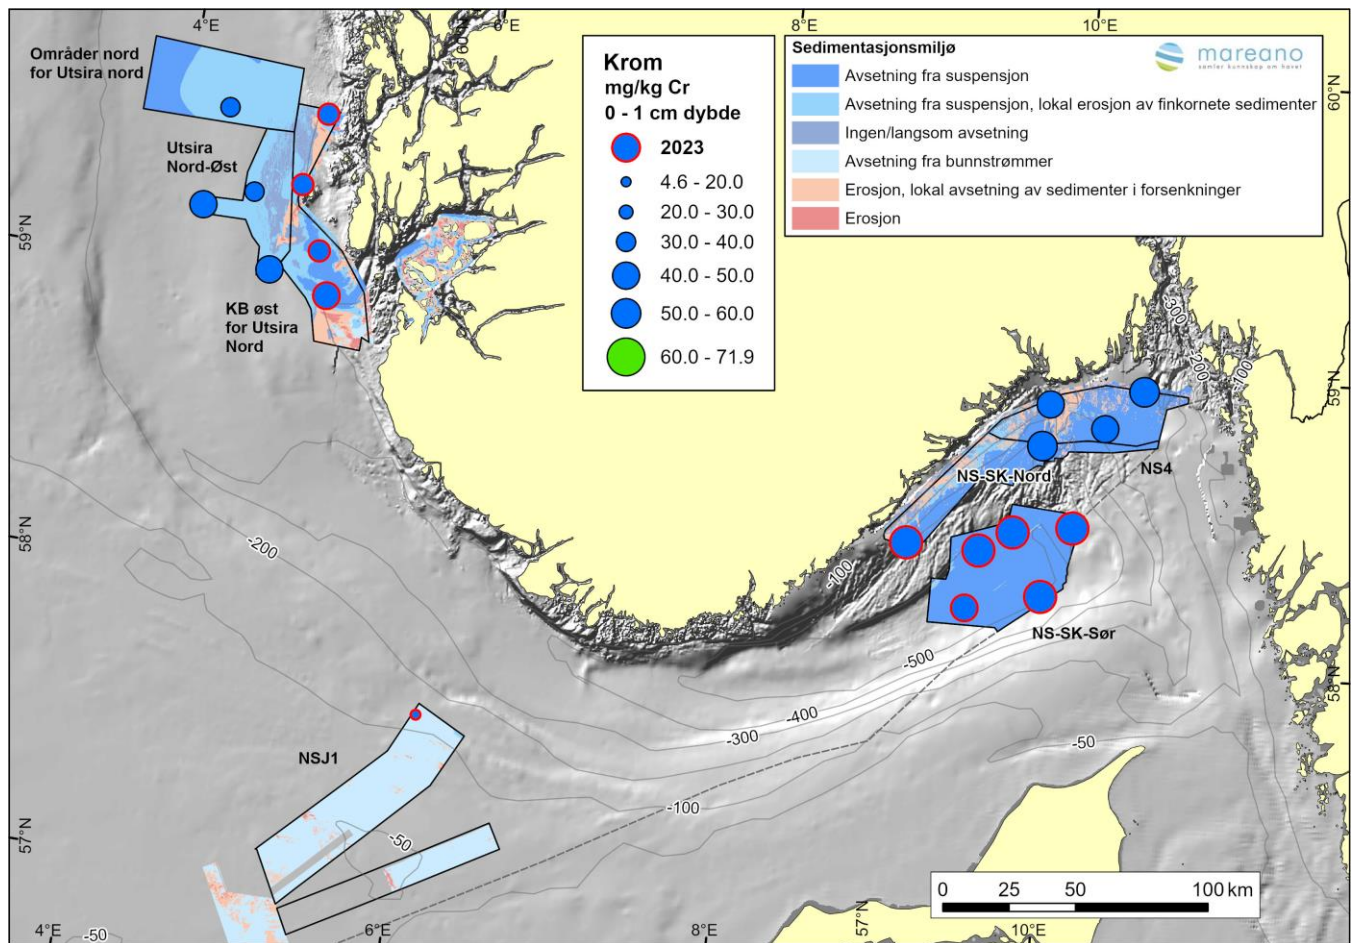 4°E
6°E
8°E
10°E
60°N
60°N
Områder nord
for Utsira nord
Utsira
Nord-Øst
KB øst
for Utsira
Nord
Krom
mg/kg Cr
0 - 1 cm dybde
2023
4.6 - 20.0
20.0 - 30.0
30.0 - 40.0
40.0 - 50.0
50.0 - 60.0
60.0 - 71.9
Sedimentasjonsmiljø
mareano
samler kunnskap om havet
Avsetning fra suspensjon
Avsetning fra suspensjon, lokal erosjon av finkornete sedimenter
Ingen/langsom avsetning
Avsetning fra bunnstrømmer
Erosjon, lokal avsetning av sedimenter i forsenkninger
Erosjon
59°N
59°N
-300
-200
-100
NS-SK-Nord
NS4
58°N
-200
-100
NS-SK-Sør
-500
58°N
-400
-300
-50
NSJ1
-100
57°N
-50
0 25 50 100 km
57°N
-50
4°E
6°E
8°E
10°E